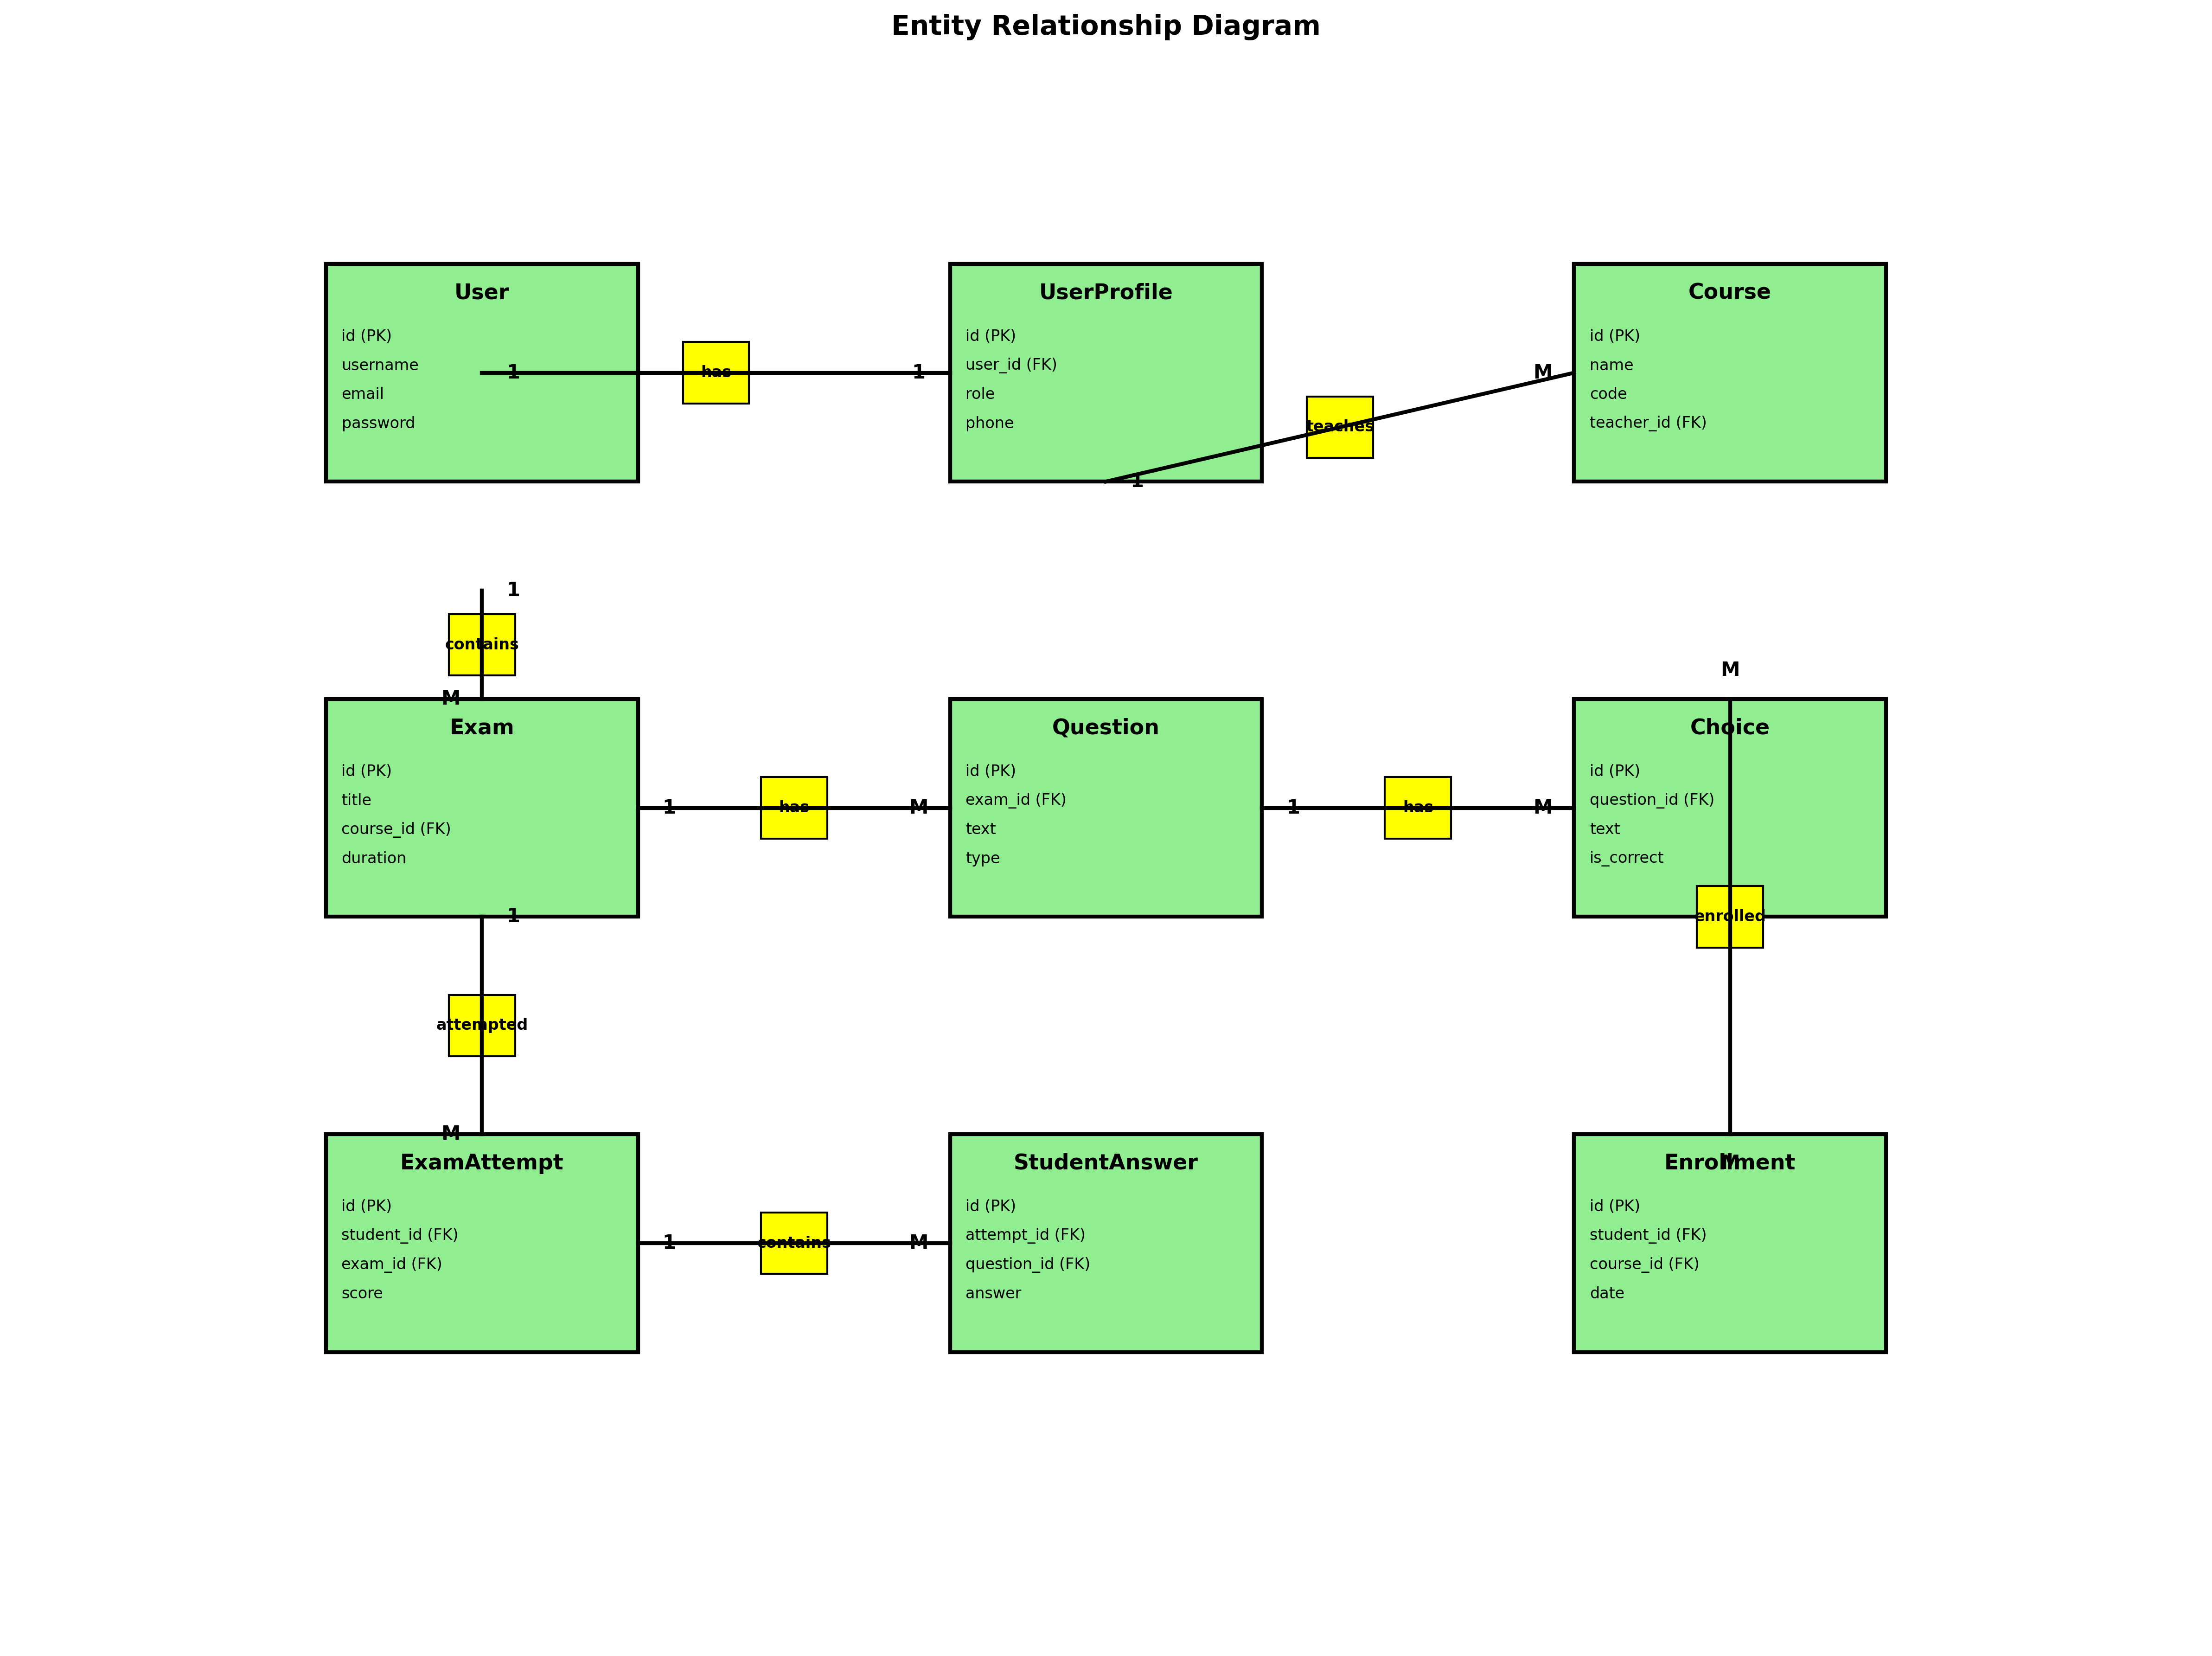 Entity Relationship Diagram
User
id (PK)
username
email
password
1
has
1
UserProfile
id (PK)
user_id (FK)
role
phone
1
teaches
M
Course
id (PK)
name
code
teacher_id (FK)
1
contains
M
Exam
id (PK)
title
course_id (FK)
duration
1
has
M
Question
id (PK)
exam_id (FK)
text
type
1
has
M
M
Choice
id (PK)
question_id (FK)
text
is_correct
enrolled
1
attempted
M
ExamAttempt
id (PK)
student_id (FK)
exam_id (FK)
score
1
contains
M
StudentAnswer
id (PK)
attempt_id (FK)
question_id (FK)
answer
M
Enrollment
id (PK)
student_id (FK)
course_id (FK)
date